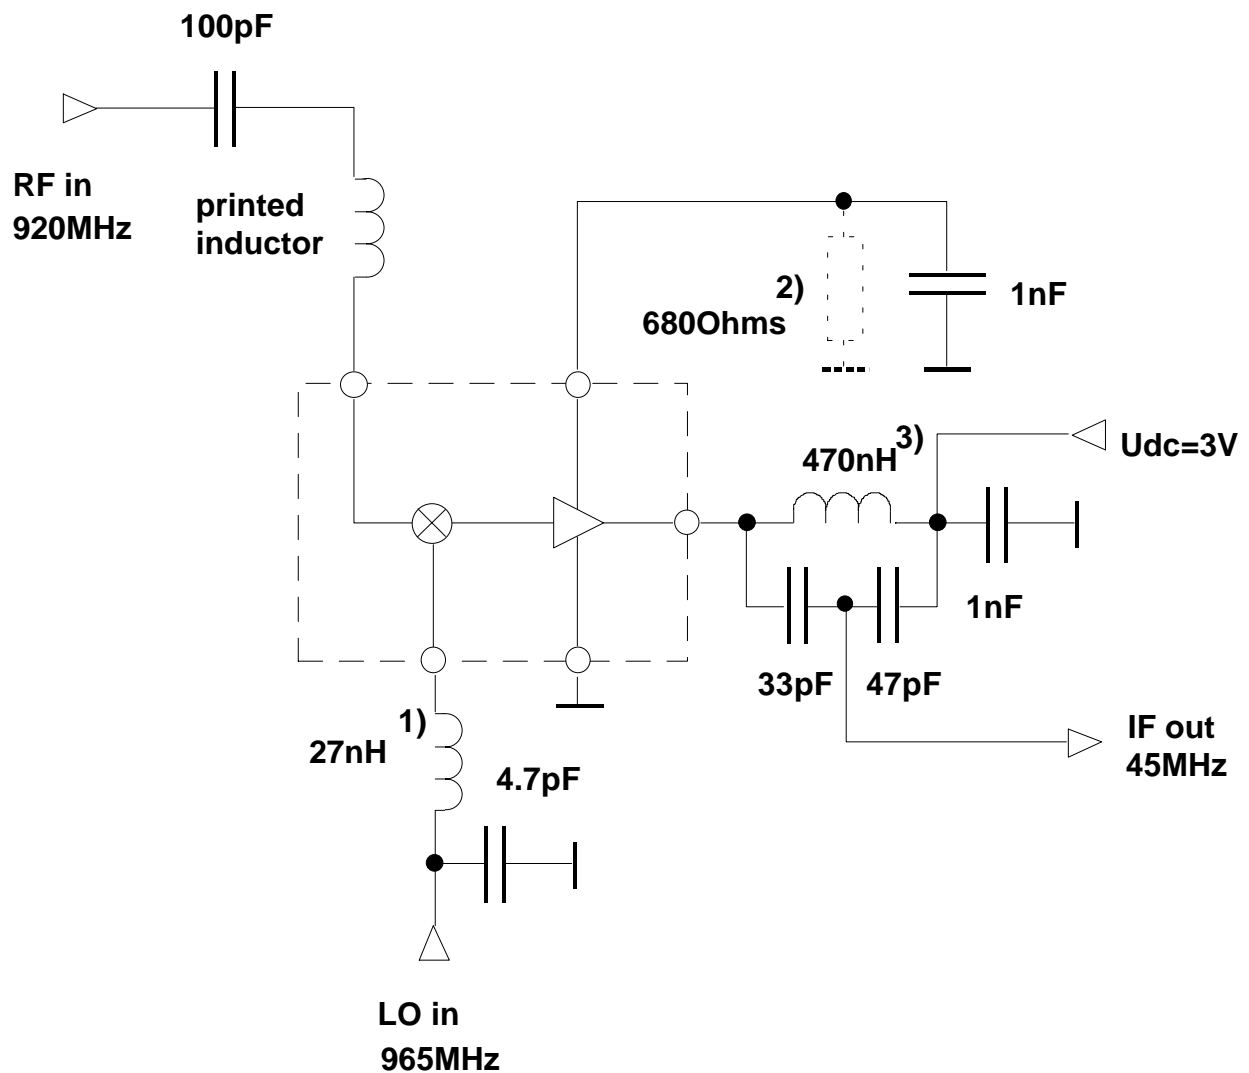 100pF
RF in
920MHz
printed
inductor
2)
680Ohms
1nF
3)
470nH
Udc=3V
1nF
33pF
47pF
1)
27nH
4.7pF
IF out
45MHz
LO in
965MHz